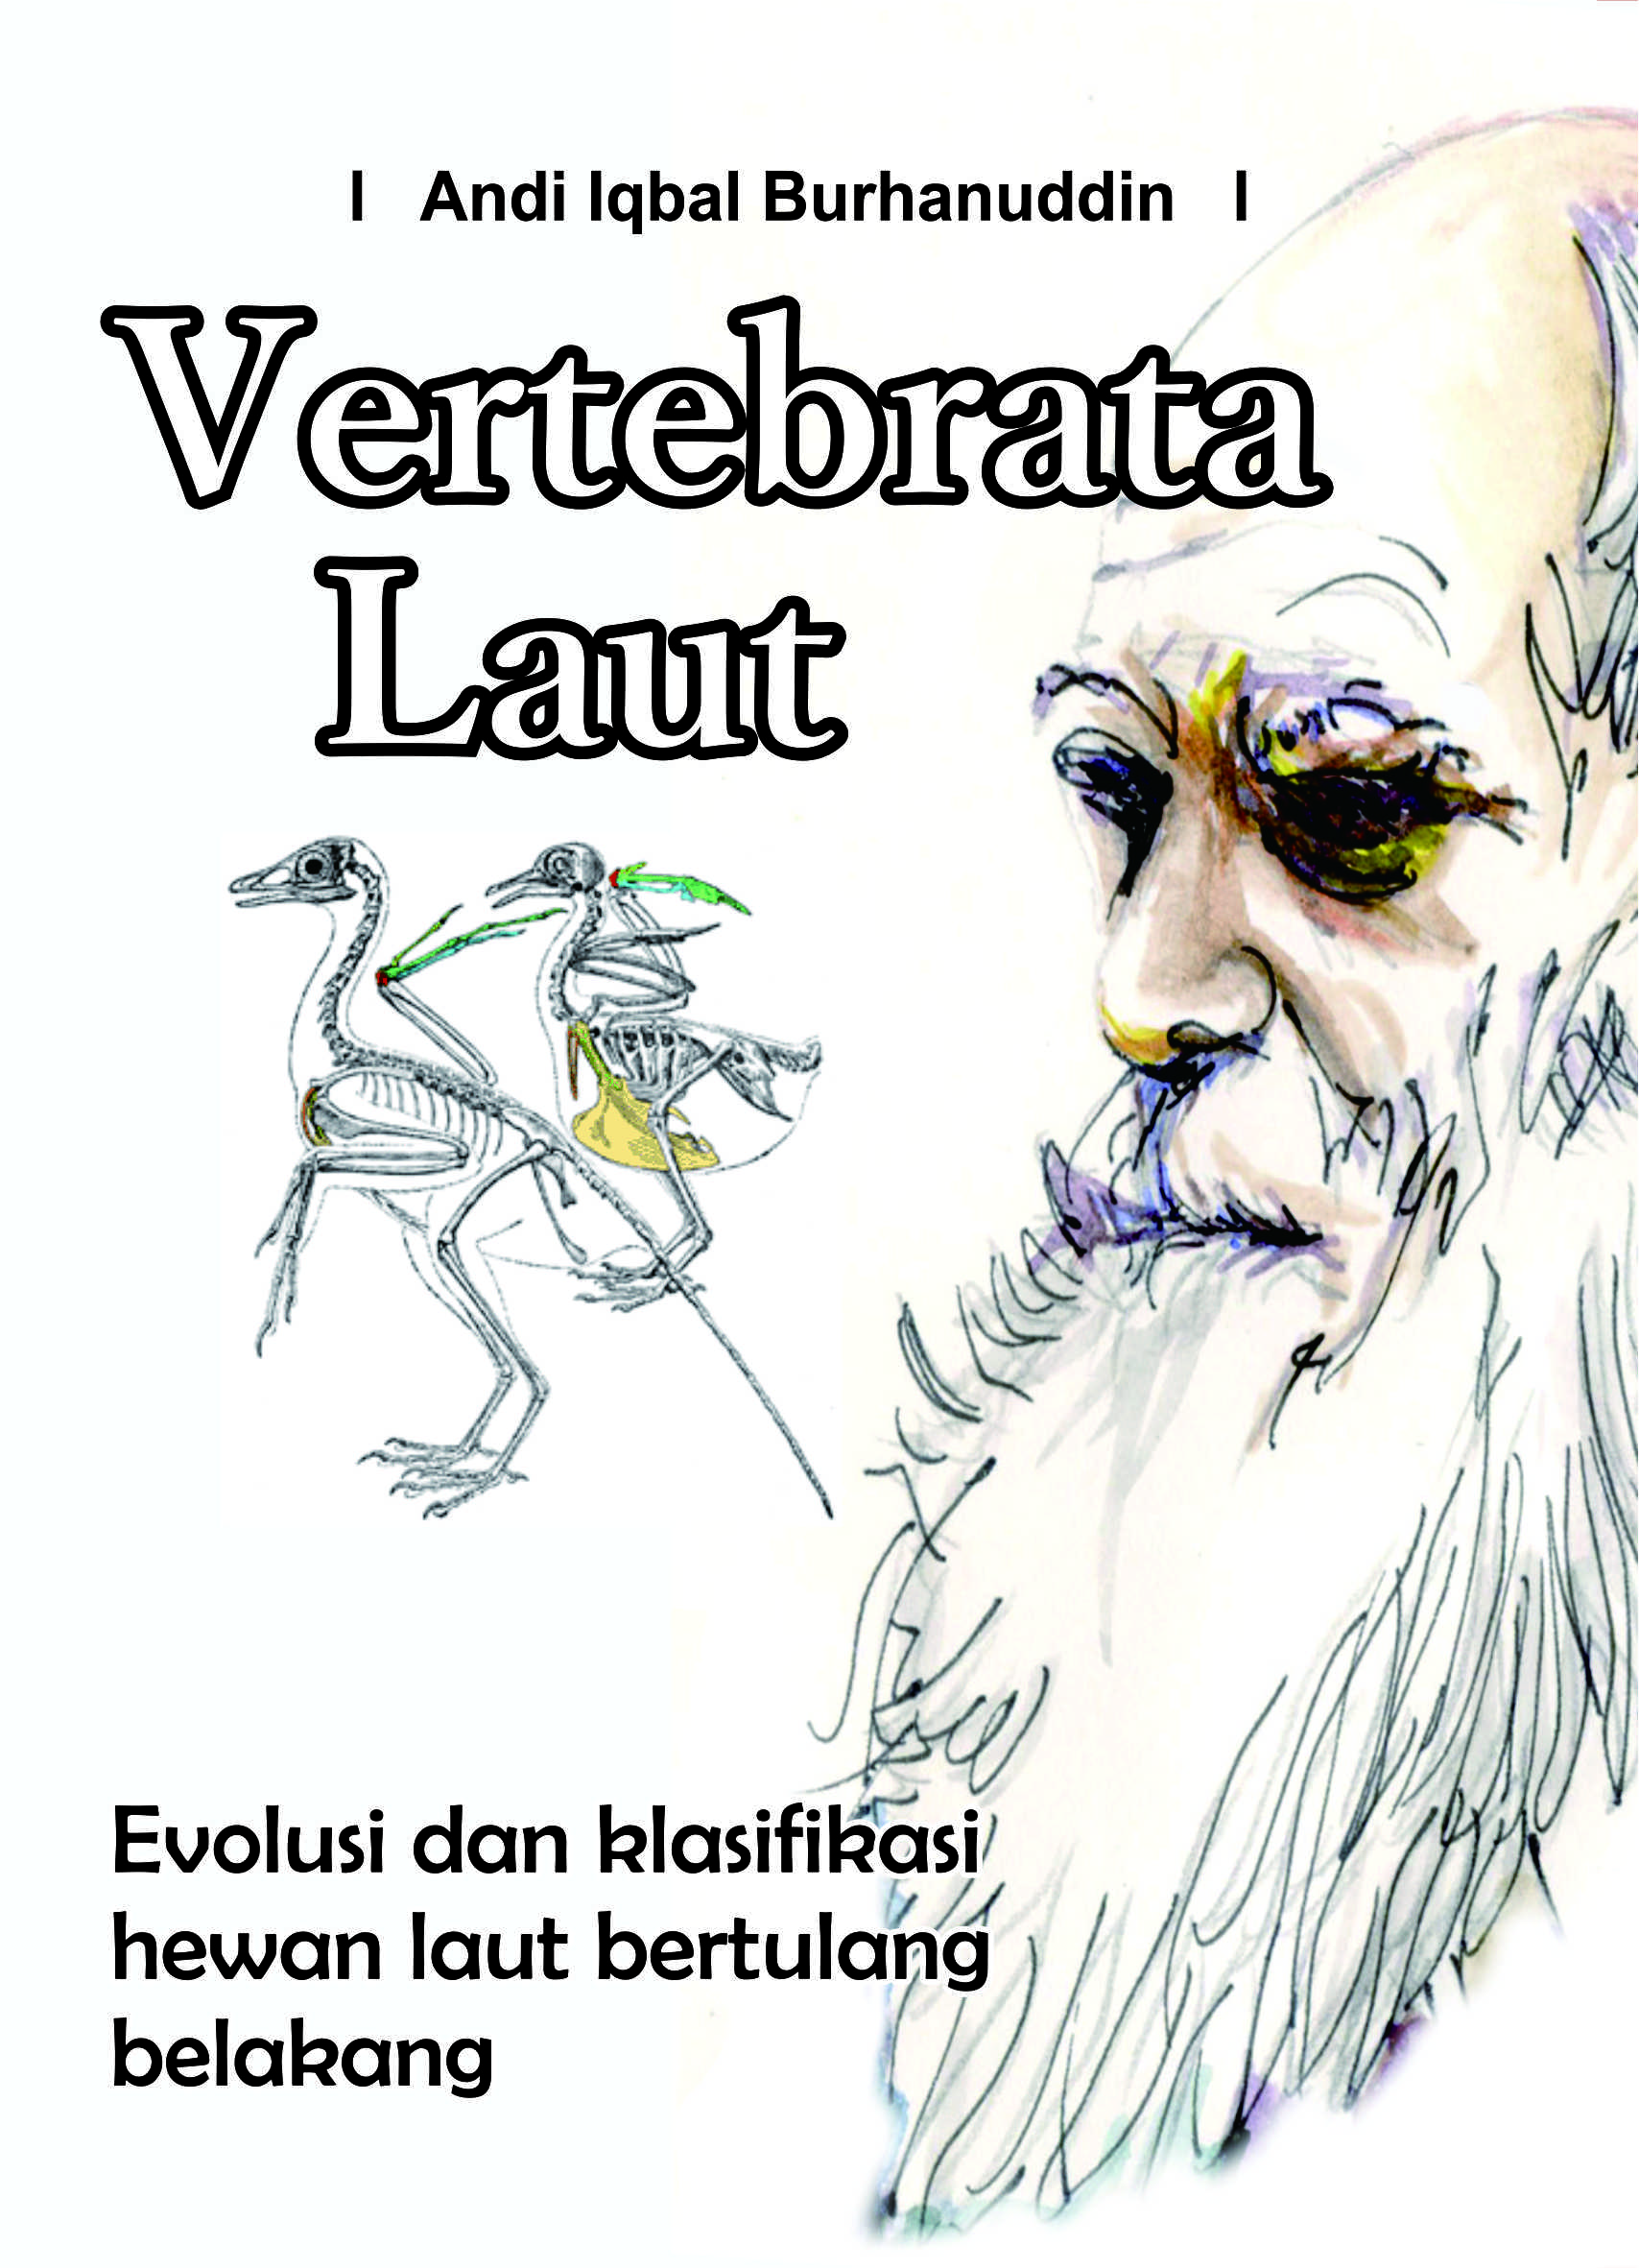 | Andi Iqbal Burhanuddin |
Vertebrata
Laut
Evolusi dan klasifikasi
hewan laut bertulang
belakang